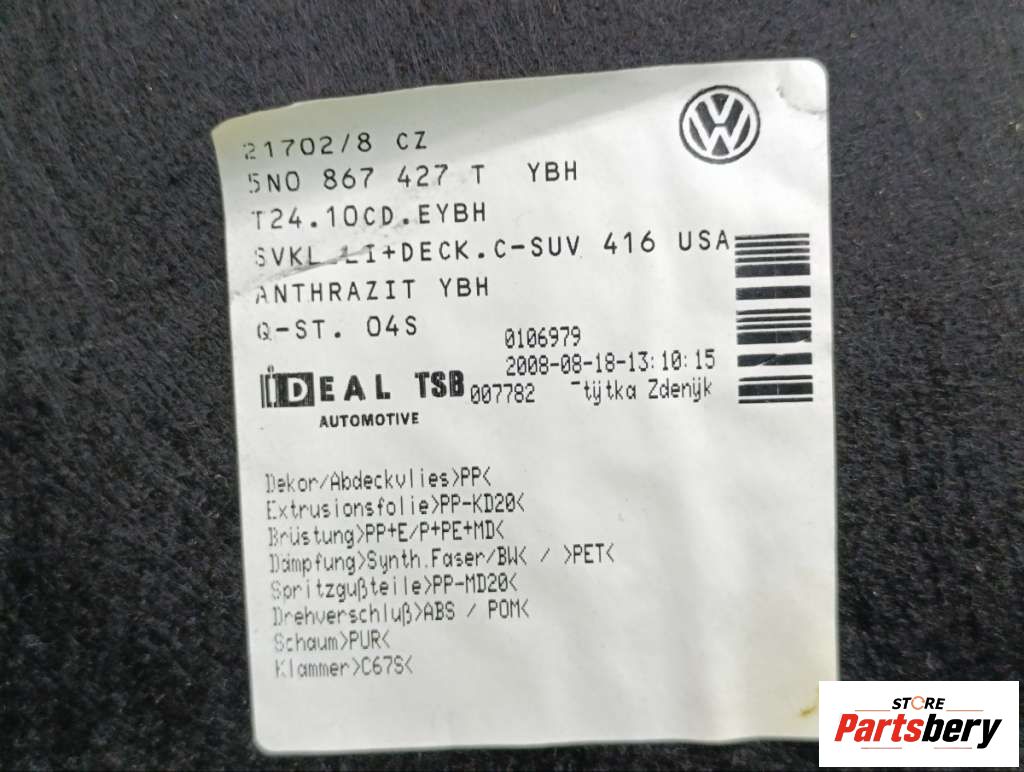 21702/8 CZ
5N0 867 427 T YBH
T24.10CD.EYBH
SVKL LI+DECK.C-SUV 416 USA
ANTHRAZIT YBH
Q-ST. 04S
0106979
2008-08-18-13:10:15
IDEAL TSB
007782
týtka Zdenýk
AUTOMOTIVE
Dekor/Abdeckvlies>PP<
Extrusionsfolie>PP-KD20<
Brüstung>PP+E/P+PE+MD<
Dämpfung>Synth.Faser/BW< / >PET<
Spritzgußteile>PP-MD20<
Drehverschluß>ABS / POM<
Schaum>PUR<
Klammer>C67S<
STORE
Partsbery